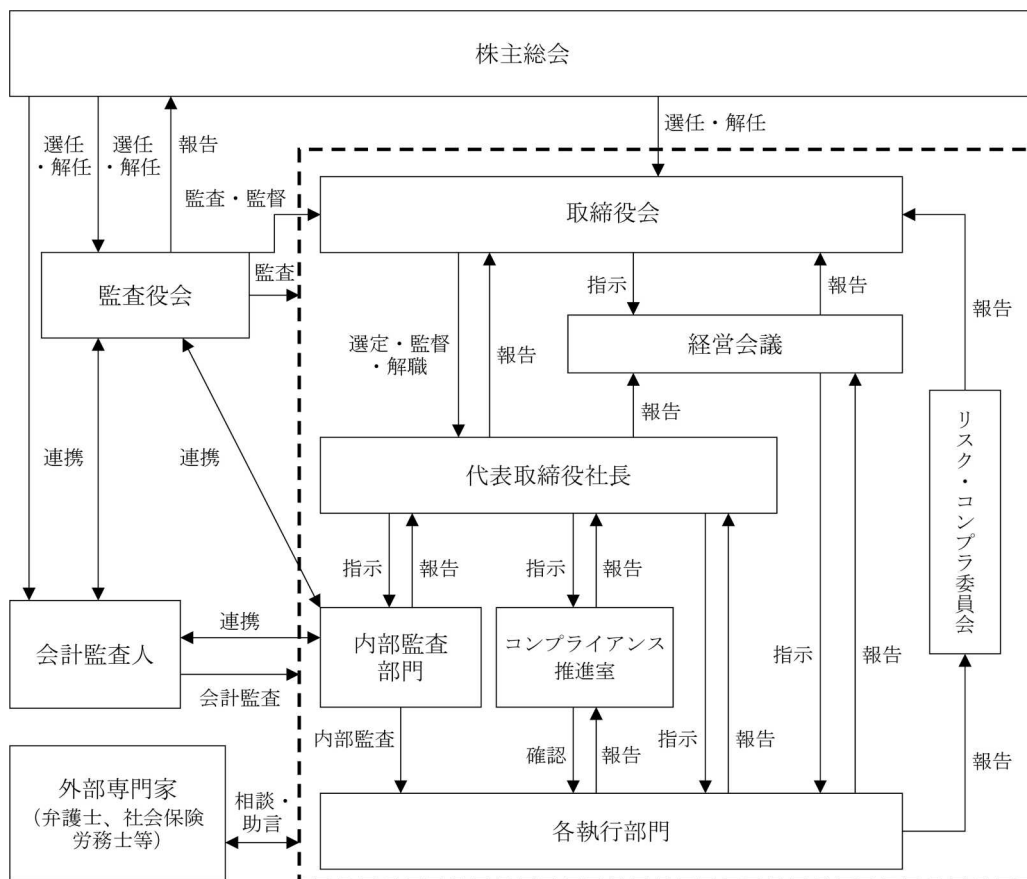 株主総会
選任
・解任
選任
・解任
報告
選任・解任
監査・監督
取締役会
監査役会
監査
指示
報告
報告
選定・監督
・解職
報告
経営会議
報告
連携
連携
代表取締役社長
リスク・コンプラ委員会
指示
報告
指示
報告
会計監査人
連携
会計監査
内部監査
部門
コンプライアンス
推進室
指示
報告
内部監査
確認
報告
指示
報告
報告
外部専門家
（弁護士、社会保険
労務士等）
相談・
助言
各執行部門